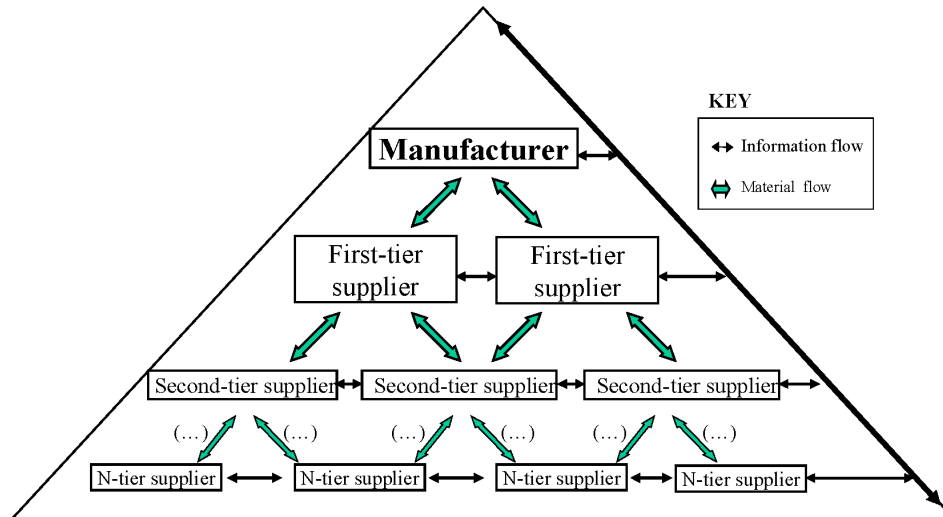 KEY
Information flow
Material flow
Manufacturer
First-tier
supplier
First-tier
supplier
Second-tier supplier
Second-tier supplier
Second-tier supplier
(…)
(…)
(…)
(…)
(…)
(…)
N-tier supplier
N-tier supplier
N-tier supplier
N-tier supplier